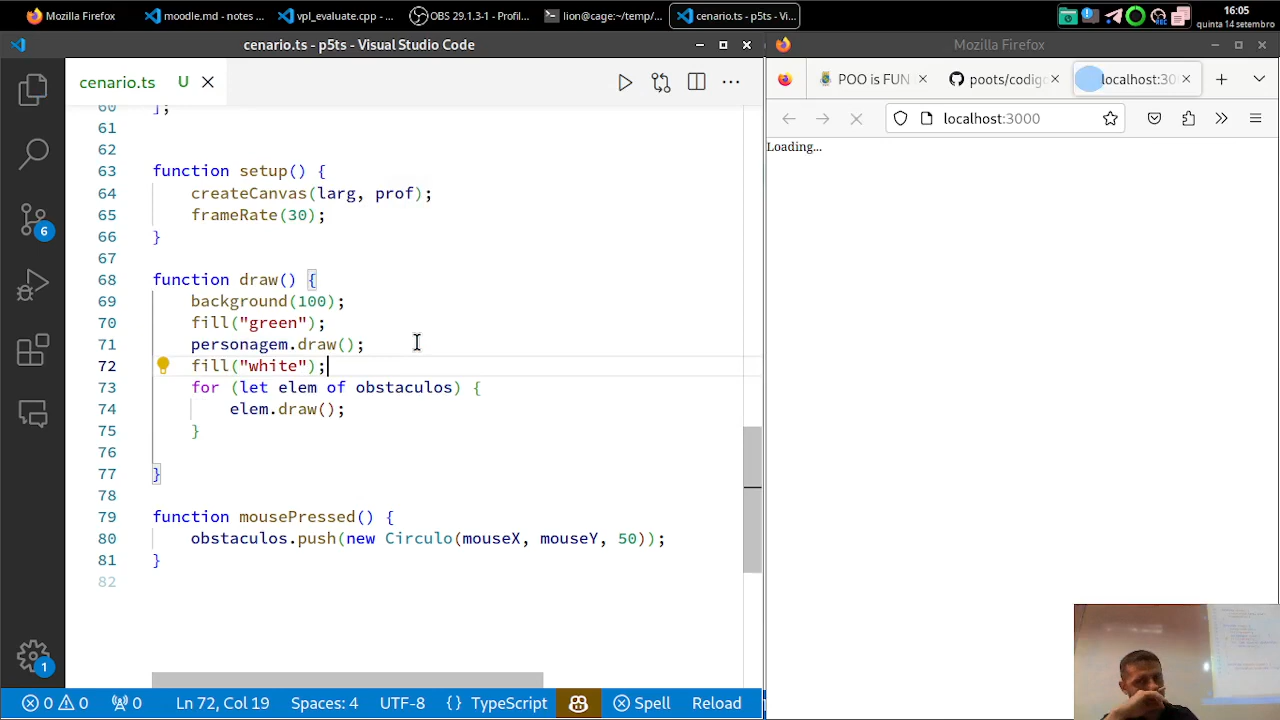 Mozilla Firefox
moodle.md - notes ...
vpl_evaluate.cpp - ...
OBS 29.1.3-1 - Profil...
lion@cage:~/temp/...
cenario.ts - p5ts - Vi...
16:05
quinta 14 setembro
cenario.ts - p5ts - Visual Studio Code
Mozilla Firefox
cenario.ts U
POO is FUN
poots/codigo
localhost:30
localhost:3000
Loading...
60 ];
61
62
63 function setup() {
64 createCanvas(larg, prof);
65 frameRate(30);
66 }
67
68 function draw() {
69 background(100);
70 fill("green");
71 personagem.draw();
72 fill("white");
73 for (let elem of obstaculos) {
74 elem.draw();
75 }
76
77 }
78
79 function mousePressed() {
80 obstaculos.push(new Circulo(mouseX, mouseY, 50));
81 }
82
6
1
0 0 0 Ln 72, Col 19 Spaces: 4 UTF-8 {} TypeScript Spell Reload